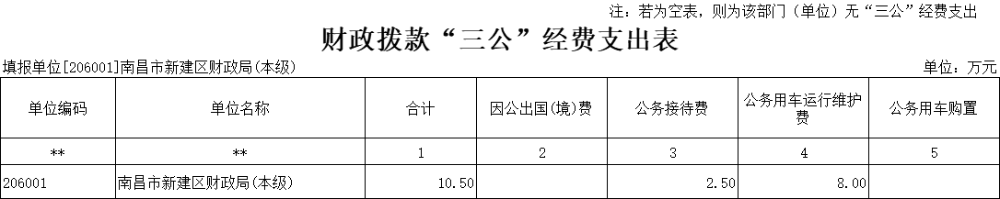 注：若为空表，则为该部门（单位）无“三公”经费支出
财政拨款“三公”经费支出表
填报单位[206001]南昌市新建区财政局(本级) 单位：万元
单位编码 单位名称 合计 因公出国(境)费 公务接待费 公务用车运行维护费 公务用车购置
** ** 1 2 3 4 5
206001 南昌市新建区财政局(本级) 10.50 2.50 8.00